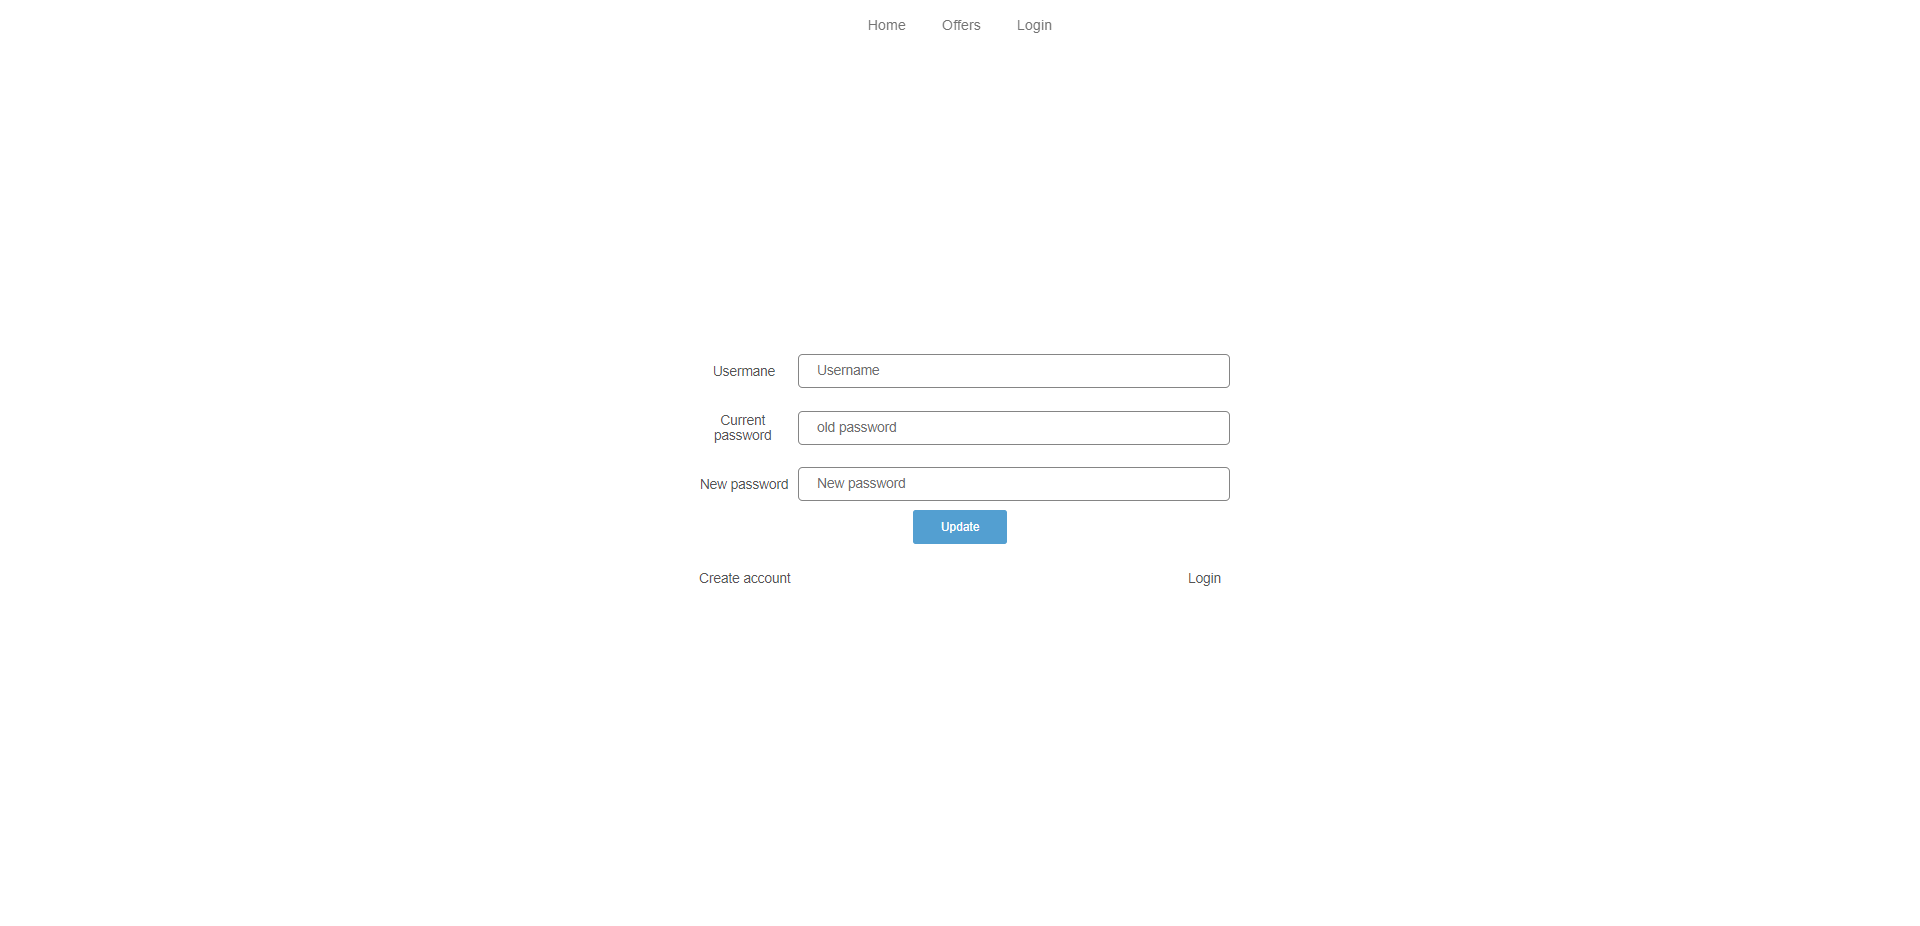 Home Offers Login
Usermane Username
Current
password
old password
New password New password
Update
Create account Login